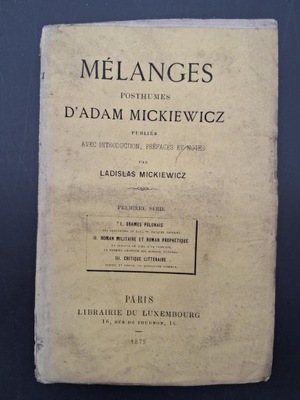 MÉLANGES
POSTHUMES
D'ADAM MICKIEWICZ
PUBLIÉS
AVEC INTRODUCTION, PRÉFACES ET NOTES
PAR
LADISLAS MICKIEWICZ
PREMIÈRE SÉRIE
I. DRAMES POLONAIS
II. ROMAN MILITAIRE ET ROMAN PROPHÉTIQUE
III. CRITIQUE LITTÉRAIRE
PARIS
LIBRAIRIE DU LUXEMBOURG
16, RUE DE TOURNON, 16